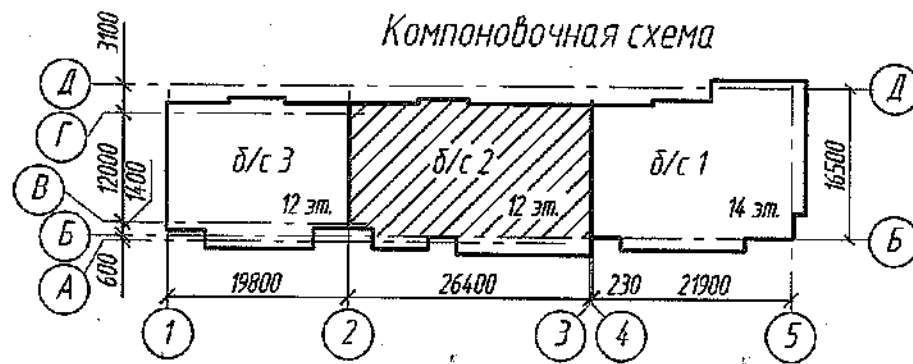 Компоновочная схема
3100
Д
Д
Г
12000
1400
б/с 3
б/с 2
б/с 1
16500
В
12 эт.
12 эт.
14 эт.
Б
Б
600
А
19800
26400
230
21900
1
2
3
4
5